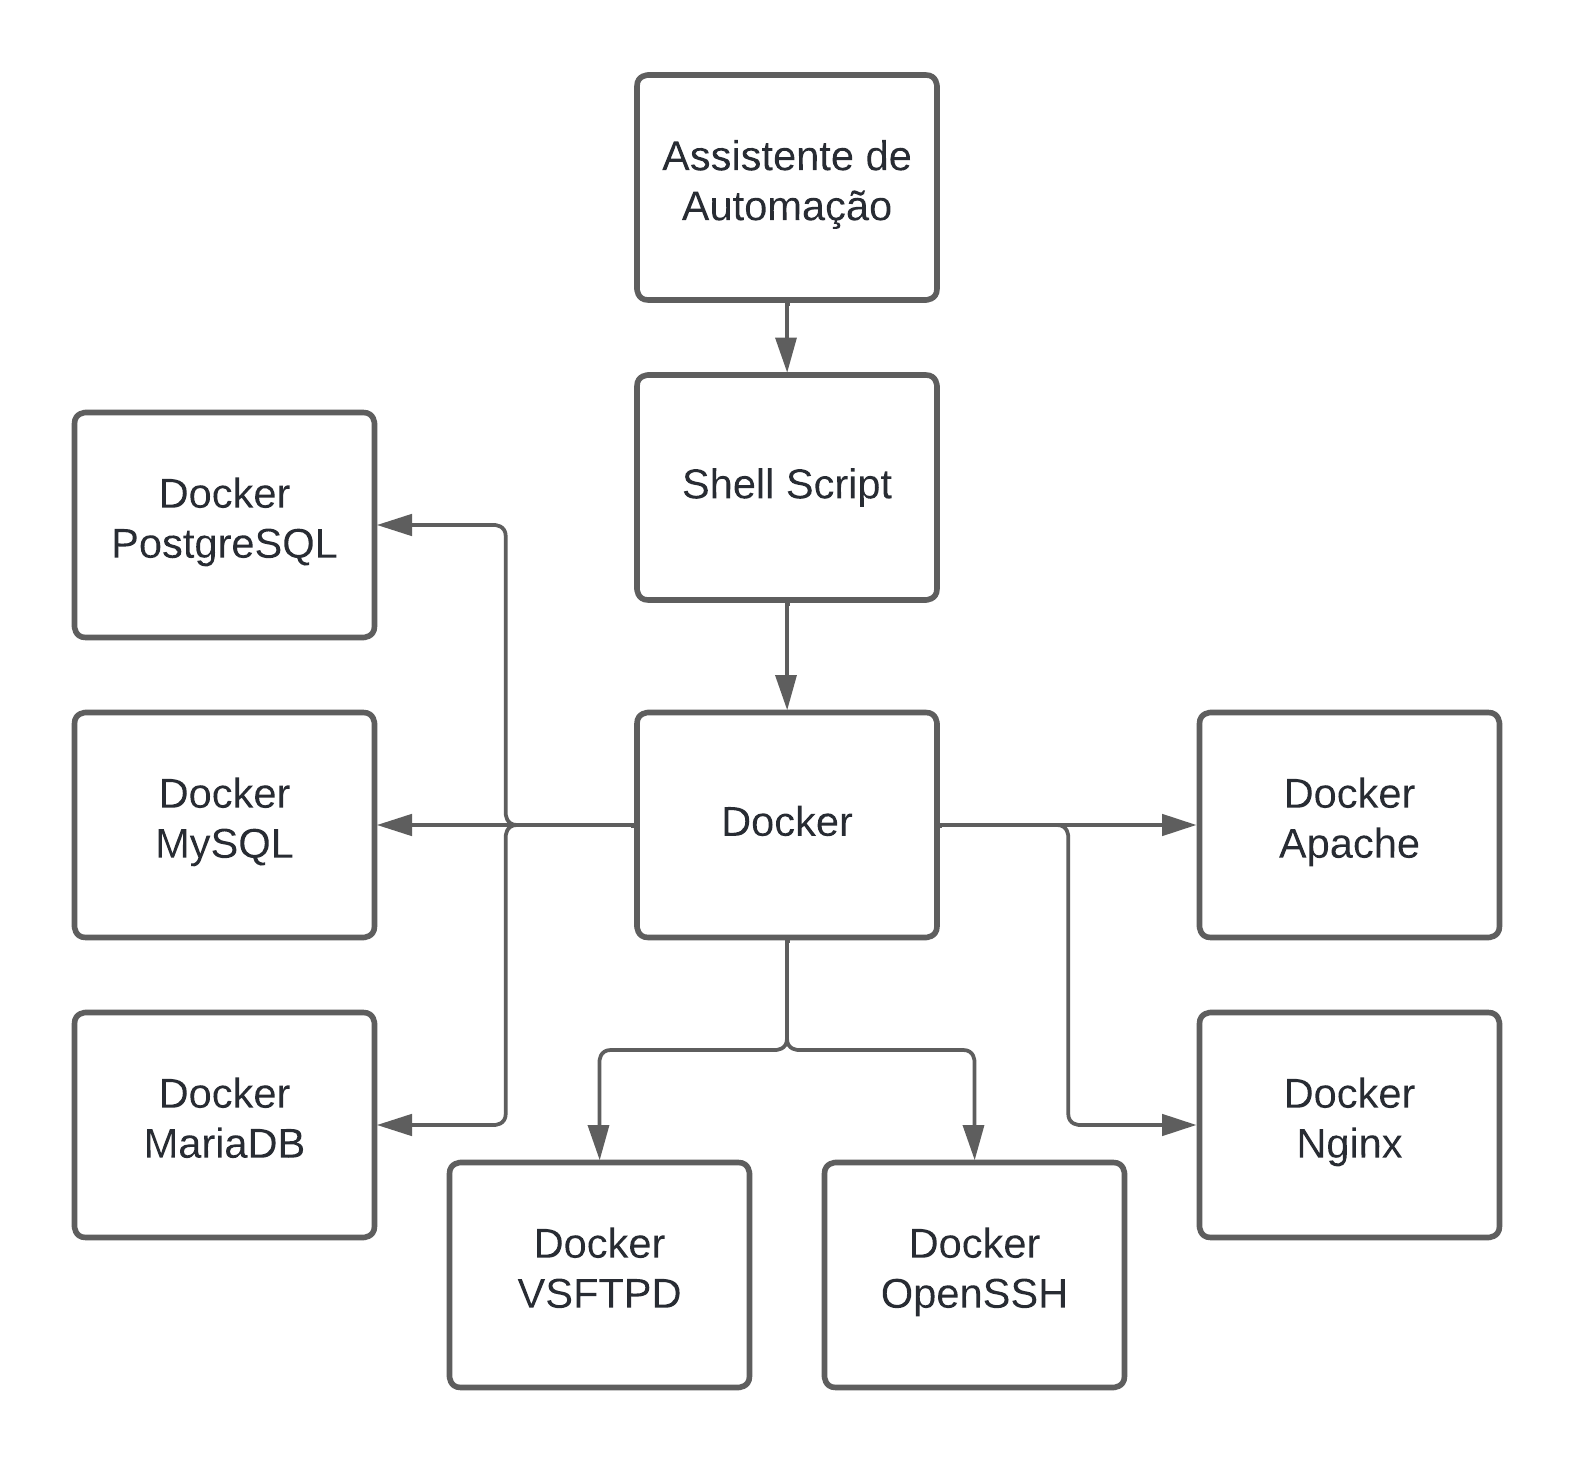 Assistente de
Automação
Shell Script
Docker
PostgreSQL
Docker
MySQL
Docker
Docker
Apache
Docker
MariaDB
Docker
Nginx
Docker
VSFTPD
Docker
OpenSSH